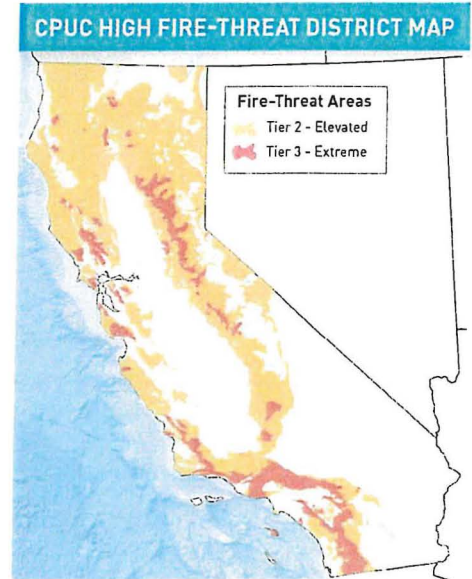 CPUC HIGH FIRE-THREAT DISTRICT MAP
Fire-Threat Areas
Tier 2 - Elevated
Tier 3 - Extreme